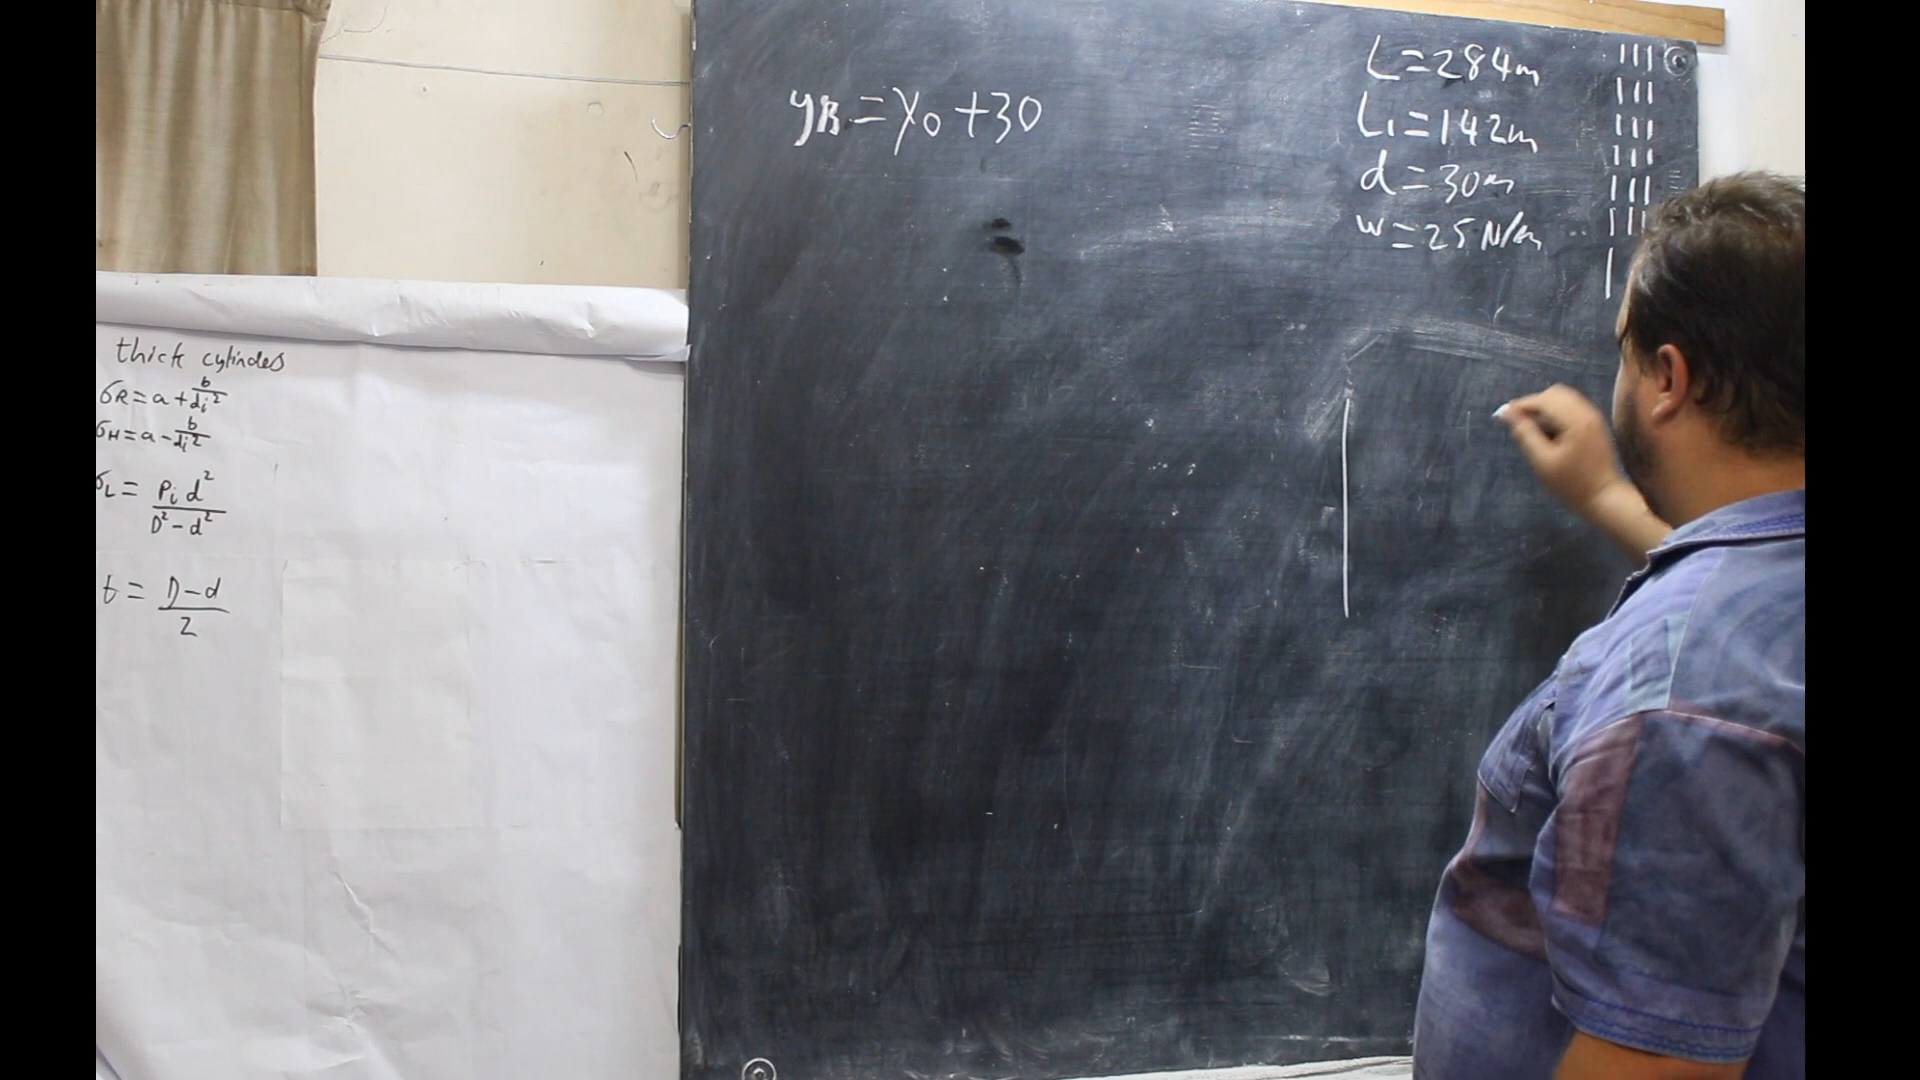 thick cylindes
σR = a + b/di²
σH = a - b/di²
σL = Pi d²/D² - d²
t = D - d/2
yB = y0 + 30
L = 284m
L1 = 142m
d = 30m
w = 25 N/m